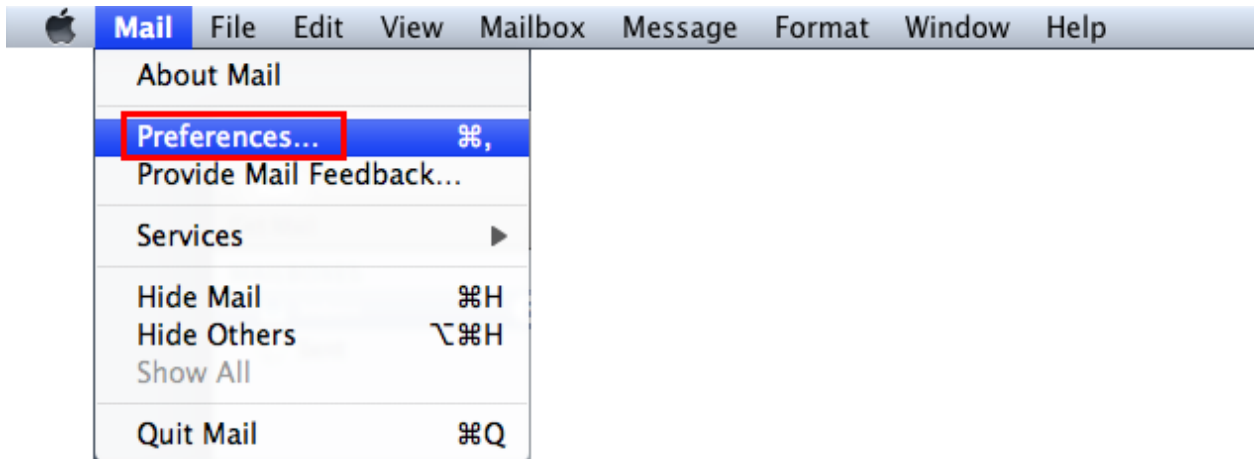 Mail File Edit View Mailbox Message Format Window Help
About Mail
Preferences... ⌘,
Provide Mail Feedback...
Services ▶
Hide Mail ⌘H
Hide Others ⌥⌘H
Show All
Quit Mail ⌘Q